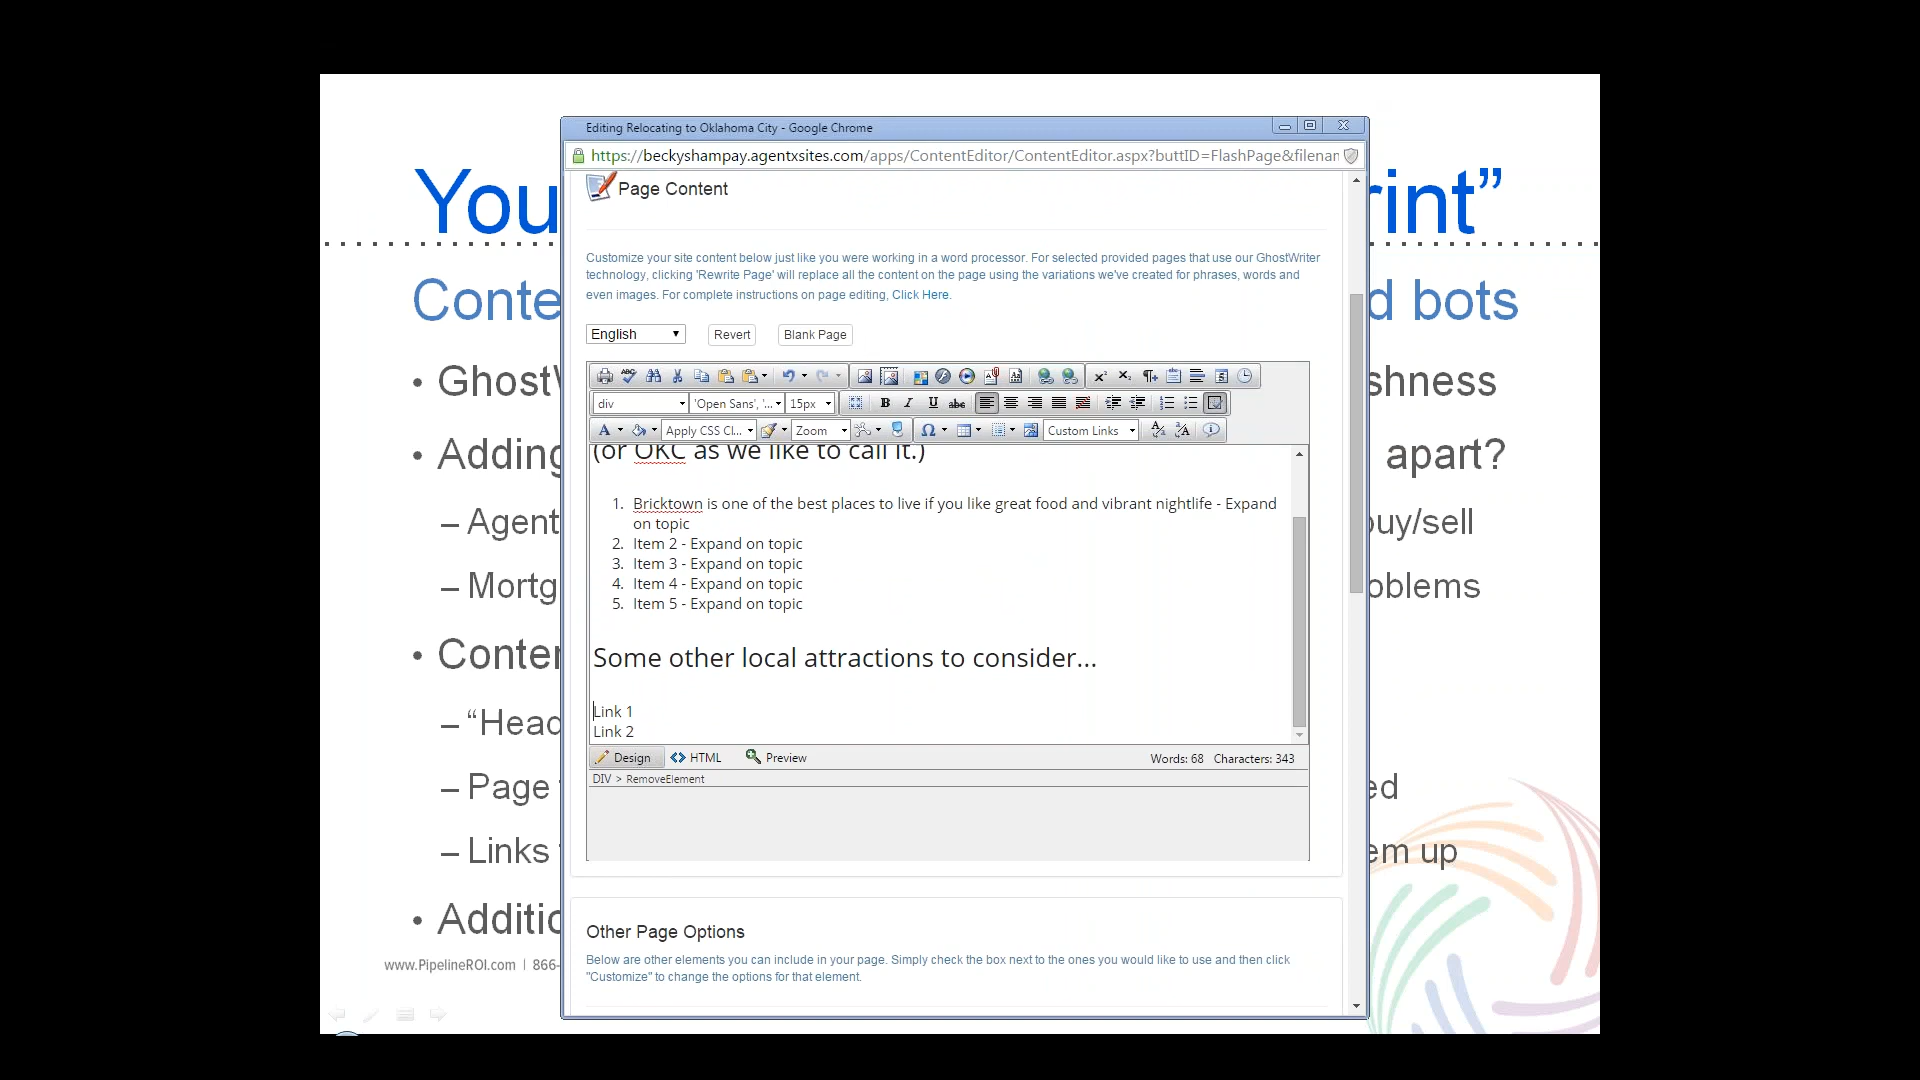 Editing Relocating to Oklahoma City - Google Chrome
https://beckyshampay.agentxsites.com/apps/ContentEditor/ContentEditor.aspx?buttID=FlashPage&filenar
Page Content
You
rint”
Customize your site content below just like you were working in a word processor. For selected provided pages that use our GhostWriter
technology, clicking 'Rewrite Page' will replace all the content on the page using the variations we've created for phrases, words and
even images. For complete instructions on page editing, Click Here.
Conte
d bots
English
Revert
Blank Page
• Ghost
shness
div
'Open Sans', '...
15px
B I U abc
Apply CSS Cl...
Zoom
Custom Links
(or OKC as we like to call it.)
• Adding
apart?
1. Bricktown is one of the best places to live if you like great food and vibrant nightlife - Expand
on topic
– Agent
buy/sell
2. Item 2 - Expand on topic
3. Item 3 - Expand on topic
4. Item 4 - Expand on topic
5. Item 5 - Expand on topic
– Mortg
oblems
• Conten
Some other local attractions to consider...
– “Head
Link 1
Link 2
Design
HTML
Preview
Words: 68 Characters: 343
DIV > RemoveElement
– Page
ed
– Links
em up
• Additio
Other Page Options
Below are other elements you can include in your page. Simply check the box next to the ones you would like to use and then click
"Customize" to change the options for that element.
www.PipelineROI.com | 866-